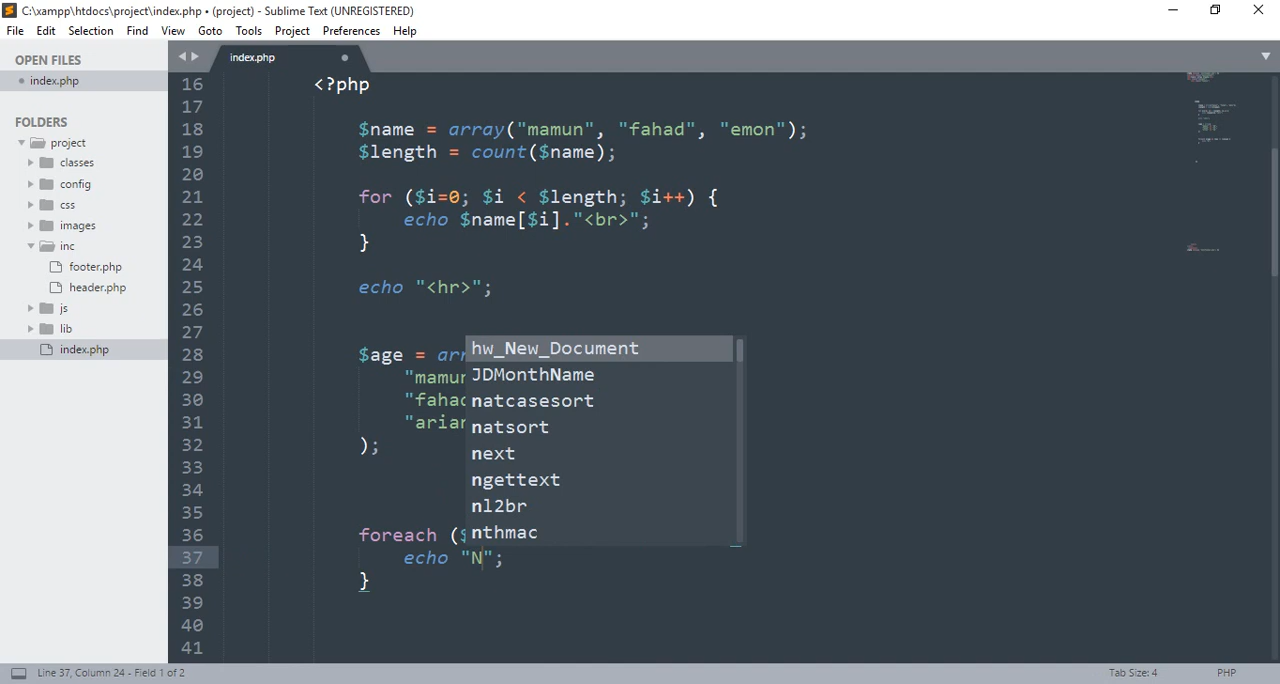 C:\xampp\htdocs\project\index.php • (project) - Sublime Text (UNREGISTERED)
File Edit Selection Find View Goto Tools Project Preferences Help
OPEN FILES
index.php
FOLDERS
project
classes
config
css
images
inc
footer.php
header.php
js
lib
index.php
index.php
16 <?php
17
18 $name = array("mamun", "fahad", "emon");
19 $length = count($name);
20
21 for ($i=0; $i < $length; $i++) {
22 echo $name[$i]."<br>";
23 }
24
25 echo "<hr>";
26
27
28 $age = arr
29 "mamun
30 "fahad
31 "arian
32 );
33
34
35
36 foreach ($
37 echo "N";
38 }
39
40
41
hw_New_Document
JDMonthName
natcasesort
natsort
next
ngettext
nl2br
nthmac
Line 37, Column 24 - Field 1 of 2
Tab Size: 4
PHP